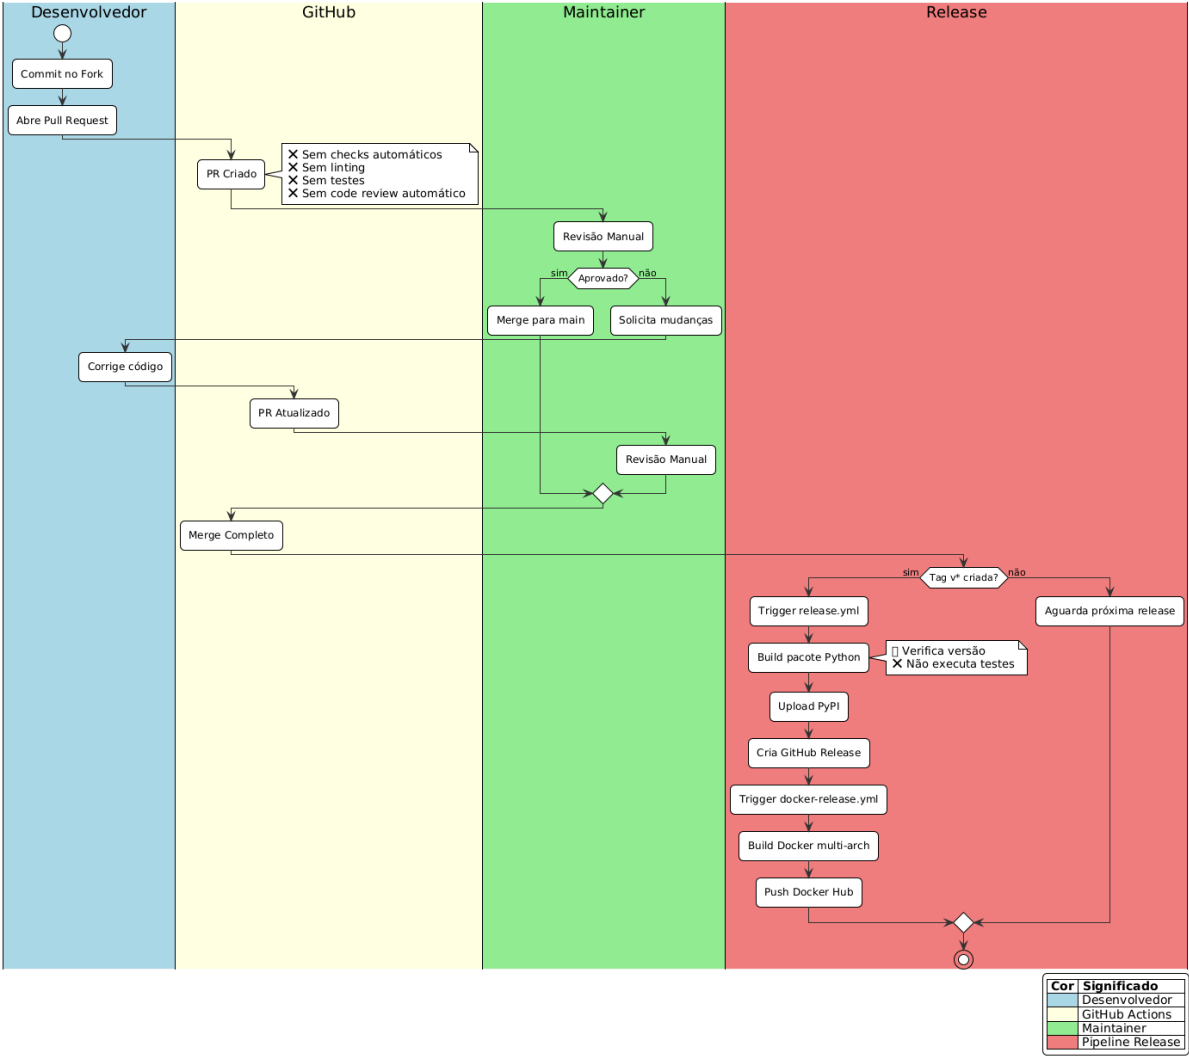 Desenvolvedor
GitHub
Maintainer
Release
Commit no Fork
Abre Pull Request
PR Criado
❌ Sem checks automáticos
❌ Sem linting
❌ Sem testes
❌ Sem code review automático
Revisão Manual
Aprovado?
sim
não
Merge para main
Solicita mudanças
Corrige código
PR Atualizado
Revisão Manual
Merge Completo
Tag v* criada?
sim
não
Trigger release.yml
Aguarda próxima release
Build pacote Python
Verifica versão
❌ Não executa testes
Upload PyPI
Cria GitHub Release
Trigger docker-release.yml
Build Docker multi-arch
Push Docker Hub
Cor Significado
Desenvolvedor
GitHub Actions
Maintainer
Pipeline Release